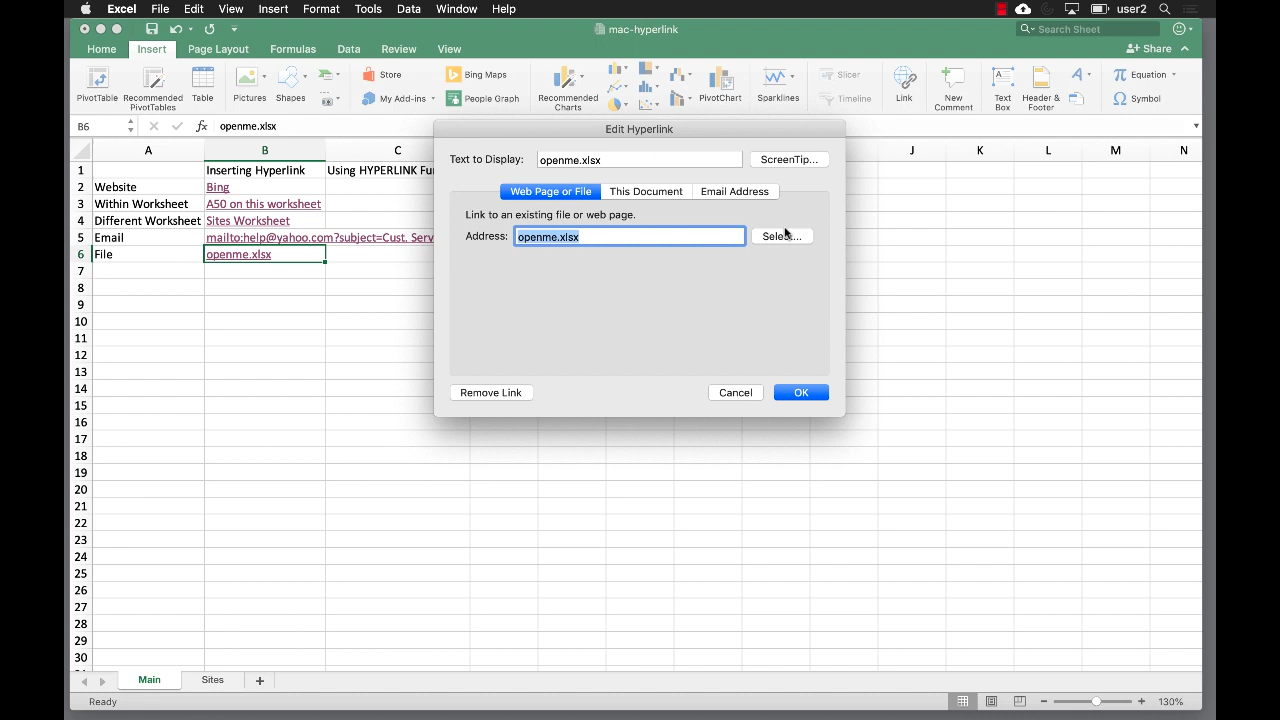 Excel File Edit View Insert Format Tools Data Window Help user2
mac-hyperlink
Search Sheet
Home Insert Page Layout Formulas Data Review View Share
PivotTable Recommended PivotTables Table Pictures Shapes Store My Add-ins Bing Maps People Graph Recommended Charts PivotChart Sparklines Slicer Timeline Link New Comment Text Box Header & Footer Equation Symbol
B6 fx openme.xlsx
Edit Hyperlink
Text to Display: openme.xlsx ScreenTip...
Web Page or File This Document Email Address
Link to an existing file or web page.
Address: openme.xlsx
Remove Link Cancel OK
A B C J K L M N
1 Inserting Hyperlink Using HYPERLINK Fu
2 Website Bing
3 Within Worksheet A50 on this worksheet
4 Different Worksheet Sites Worksheet
5 Email mailto:help@yahoo.com?subject=Cust. Serv
6 File openme.xlsx
7
8
9
10
11
12
13
14
15
16
17
18
19
20
21
22
23
24
25
26
27
28
29
30
Main Sites
Ready 130%